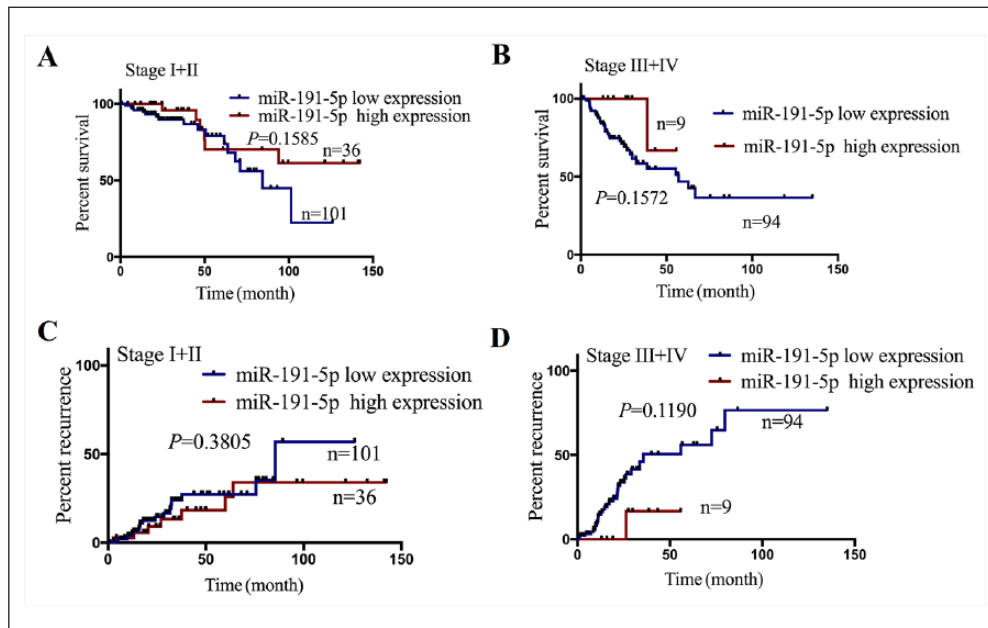 A
Stage I+II
miR-191-5p low expression
miR-191-5p high expression
P=0.1585
n=36
n=101
Percent survival
100
50
0
0 50 100 150
Time (month)
B
Stage III+IV
miR-191-5p low expression
miR-191-5p high expression
n=9
P=0.1572
n=94
Percent survival
100
50
0
0 50 100 150
Time (month)
C
Stage I+II
miR-191-5p low expression
miR-191-5p high expression
P=0.3805
n=101
n=36
Percent recurrence
100
50
0
0 50 100 150
Time (month)
D
Stage III+IV
miR-191-5p low expression
miR-191-5p high expression
P=0.1190
n=94
n=9
Percent recurrence
100
50
0
0 50 100 150
Time (month)